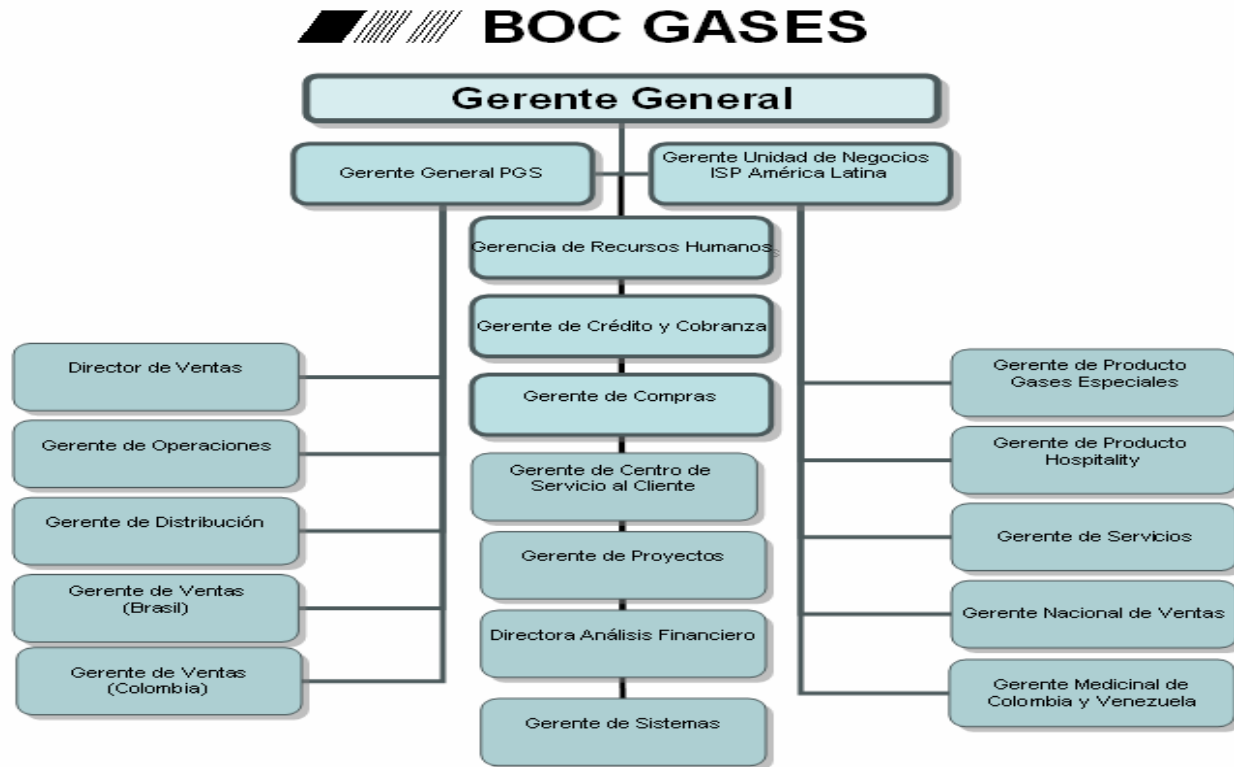 BOC GASES
Gerente General
Gerente General PGS
Gerente Unidad de Negocios
ISP América Latina
Gerencia de Recursos Humanos
s
Gerente de Crédito y Cobranza
Gerente de Compras
Gerente de Centro de
Servicio al Cliente
Gerente de Proyectos
Directora Análisis Financiero
Gerente de Sistemas
Director de Ventas
Gerente de Operaciones
Gerente de Distribución
Gerente de Ventas
(Brasil)
Gerente de Ventas
(Colombia)
Gerente de Producto
Gases Especiales
Gerente de Producto
Hospitality
Gerente de Servicios
Gerente Nacional de Ventas
Gerente Medicinal de
Colombia y Venezuela